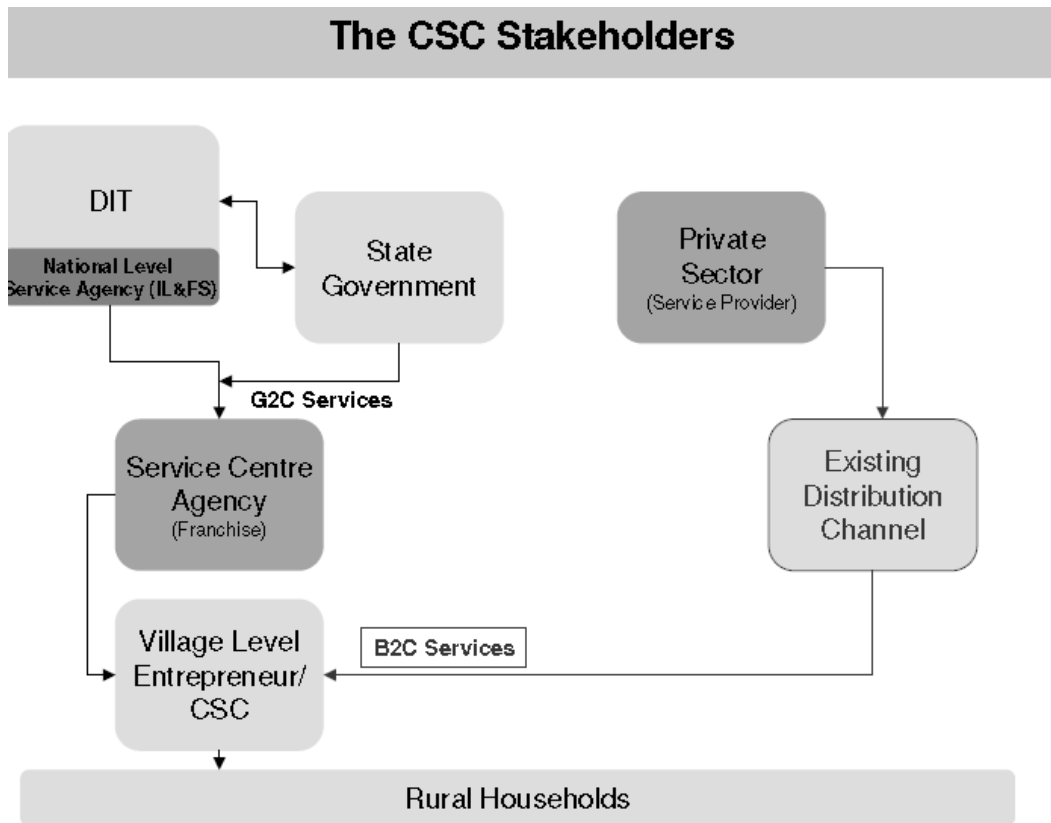 The CSC Stakeholders
DIT
National Level
Service Agency (IL&FS)
State
Government
Private
Sector
(Service Provider)
G2C Services
Service Centre
Agency
(Franchise)
Existing
Distribution
Channel
Village Level
Entrepreneur/
CSC
B2C Services
Rural Households